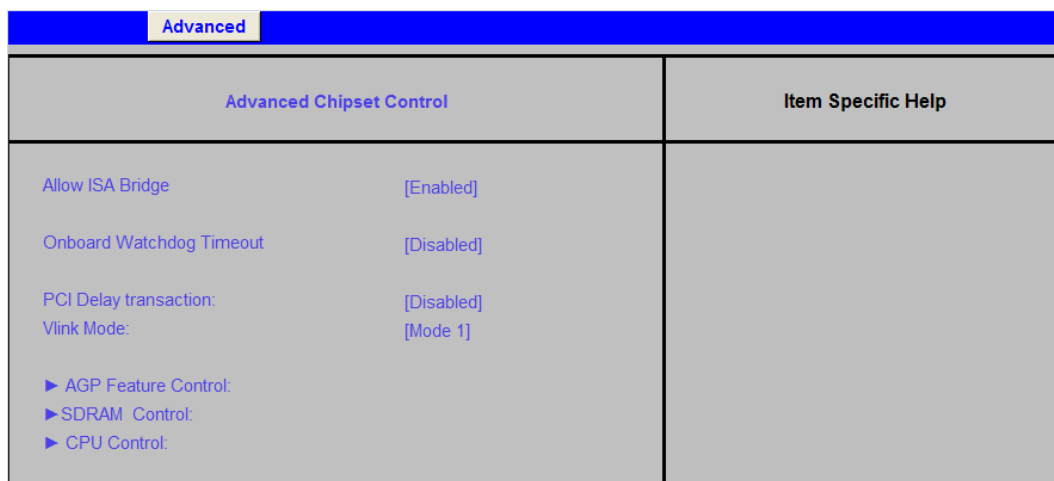 Advanced
Advanced Chipset Control
Item Specific Help
Allow ISA Bridge [Enabled]
Onboard Watchdog Timeout [Disabled]
PCI Delay transaction: [Disabled]
Vlink Mode: [Mode 1]
► AGP Feature Control:
►SDRAM Control:
► CPU Control: